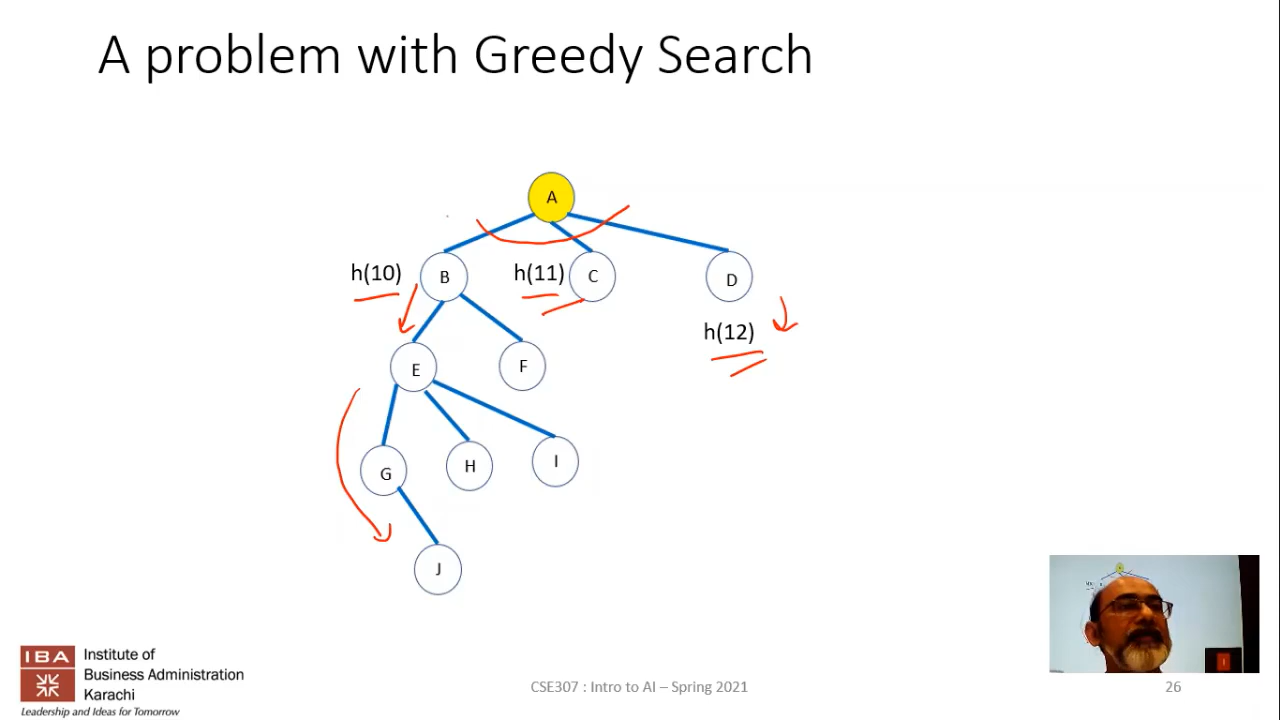 A problem with Greedy Search
A
h(10)
B
h(11)
C
D
h(12)
E
F
G
H
I
J
IBA
Institute of
Business Administration
Karachi
Leadership and Ideas for Tomorrow
CSE307 : Intro to AI – Spring 2021
26